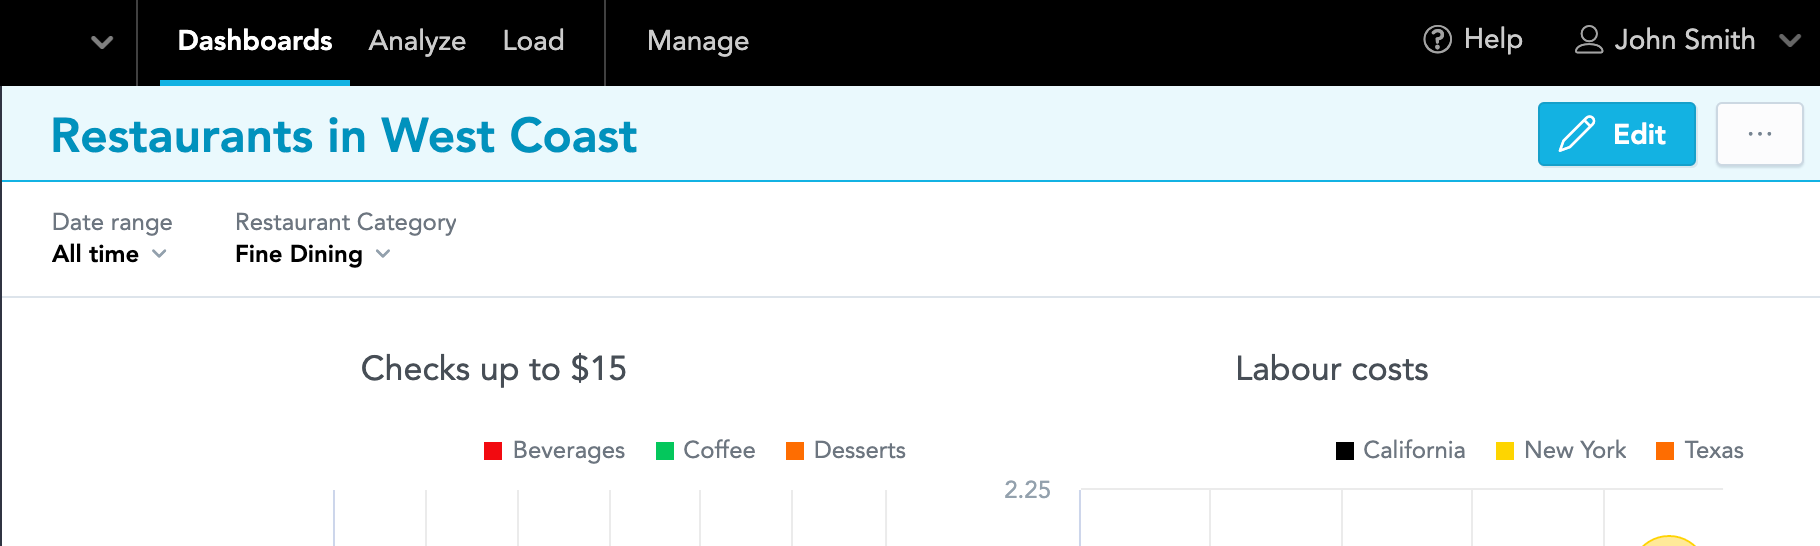 Dashboards Analyze Load Manage Help John Smith
Restaurants in West Coast Edit ...
Date range Restaurant Category
All time Fine Dining
Checks up to $15 Labour costs
Beverages Coffee Desserts California New York Texas
2.25